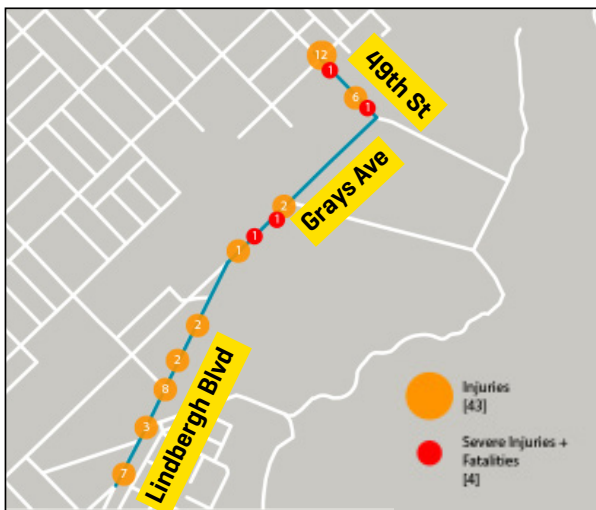 12
1
49th St
6
1
2
Grays Ave
1
1
1
2
2
8
3
7
Lindbergh Blvd
Injuries
[43]
Severe Injuries +
Fatalities
[4]